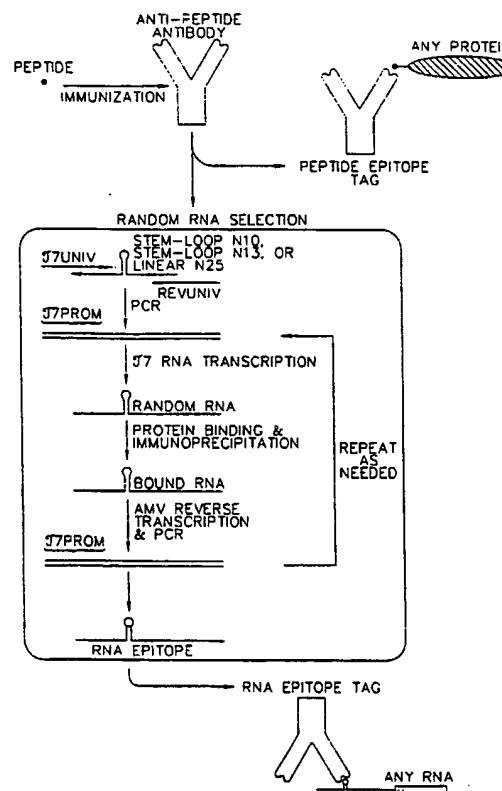 ANTI-PEPTIDE
ANTIBODY
ANY PROTEIN
PEPTIDE
IMMUNIZATION
PEPTIDE EPITOPE
TAG
RANDOM RNA SELECTION
STEM-LOOP N10,
STEM-LOOP
N13, OR
LINEAR N25
T7UNIV
REVUNIV
PCR
T7PROM
T7 RNA TRANSCRIPTION
RANDOM RNA
PROTEIN BINDING &
IMMUNOPRECIPITATION
REPEAT
AS
NEEDED
BOUND RNA
AMV REVERSE
TRANSCRIPTION
& PCR
T7PROM
RNA EPITOPE
RNA EPITOPE TAG
ANY RNA